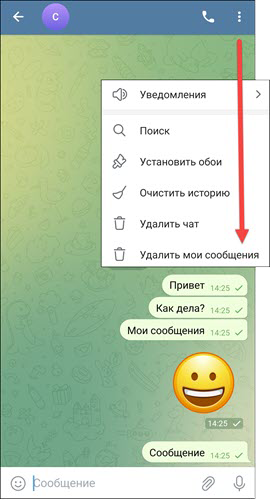 С
Уведомления
Поиск
Установить обои
Очистить историю
Удалить чат
Удалить мои сообщения
Привет 14:25
Как дела? 14:25
Мои сообщения 14:25
14:25
Сообщение 14:25
Сообщение